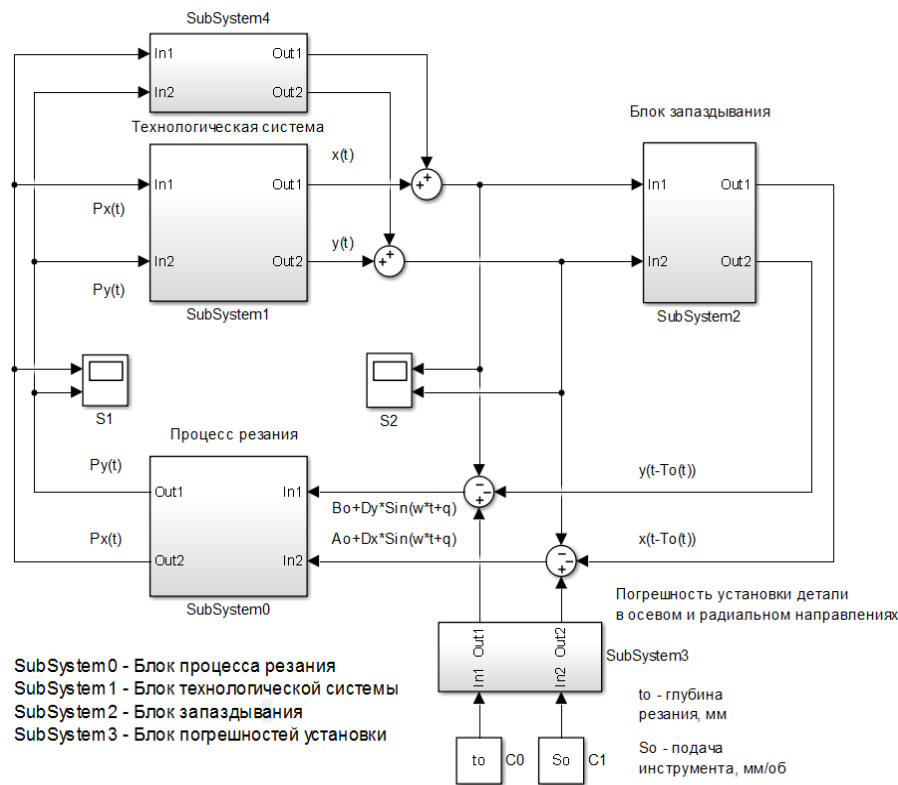 SubSystem4
In1
Out1
In2
Out2
Технологическая система
In1
Out1
In2
Out2
SubSystem1
Px(t)
Py(t)
x(t)
y(t)
Блок запаздывания
In1
Out1
In2
Out2
SubSystem2
S1
S2
Процесс резания
Py(t)
Px(t)
Out1
In1
Out2
In2
SubSystem0
Bo+Dy*Sin(w*t+q)
Ao+Dx*Sin(w*t+q)
y(t-To(t))
x(t-To(t))
Погрешность установки детали
в осевом и радиальном направлениях
In1 Out1
In2 Out2
SubSystem3
to
C0
So
C1
to - глубина
резания, мм
So - подача
инструмента, мм/об
SubSystem0 - Блок процесса резания
SubSystem1 - Блок технологической системы
SubSystem2 - Блок запаздывания
SubSystem3 - Блок погрешностей установки